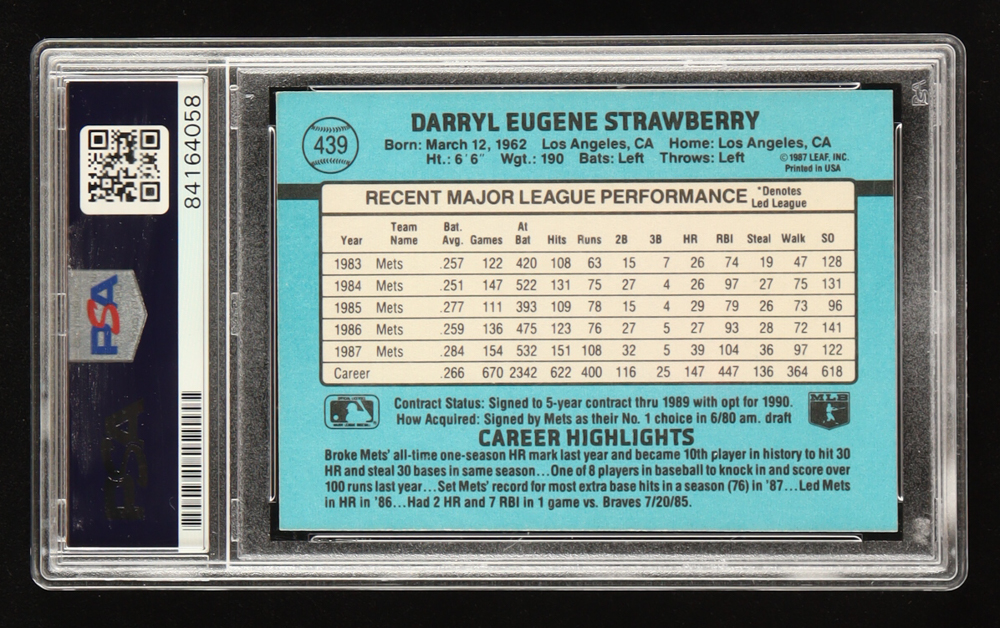 84164058
PSA
PSA
439
DARRYL EUGENE STRAWBERRY
Born: March 12, 1962 Los Angeles, CA Home: Los Angeles, CA
Ht.: 6'6" Wgt.: 190 Bats: Left Throws: Left
©1987 LEAF, INC.
Printed in USA
RECENT MAJOR LEAGUE PERFORMANCE *Denotes
Led League
Year Team Name Bat. Avg. Games At Bat Hits Runs 2B 3B HR RBI Steal Walk SO
1983 Mets .257 122 420 108 63 15 7 26 74 19 47 128
1984 Mets .251 147 522 131 75 27 4 26 97 27 75 131
1985 Mets .277 111 393 109 78 15 4 29 79 26 73 96
1986 Mets .259 136 475 123 76 27 5 27 93 28 72 141
1987 Mets .284 154 532 151 108 32 5 39 104 36 97 122
Career .266 670 2342 622 400 116 25 147 447 136 364 618
Contract Status: Signed to 5-year contract thru 1989 with opt for 1990.
How Acquired: Signed by Mets as their No. 1 choice in 6/80 am. draft
MLB
CAREER HIGHLIGHTS
Broke Mets' all-time one-season HR mark last year and became 10th player in history to hit 30
HR and steal 30 bases in same season...One of 8 players in baseball to knock in and score over
100 runs last year...Set Mets' record for most extra base hits in a season (76) in '87...Led Mets
in HR in '86...Had 2 HR and 7 RBI in 1 game vs. Braves 7/20/85.